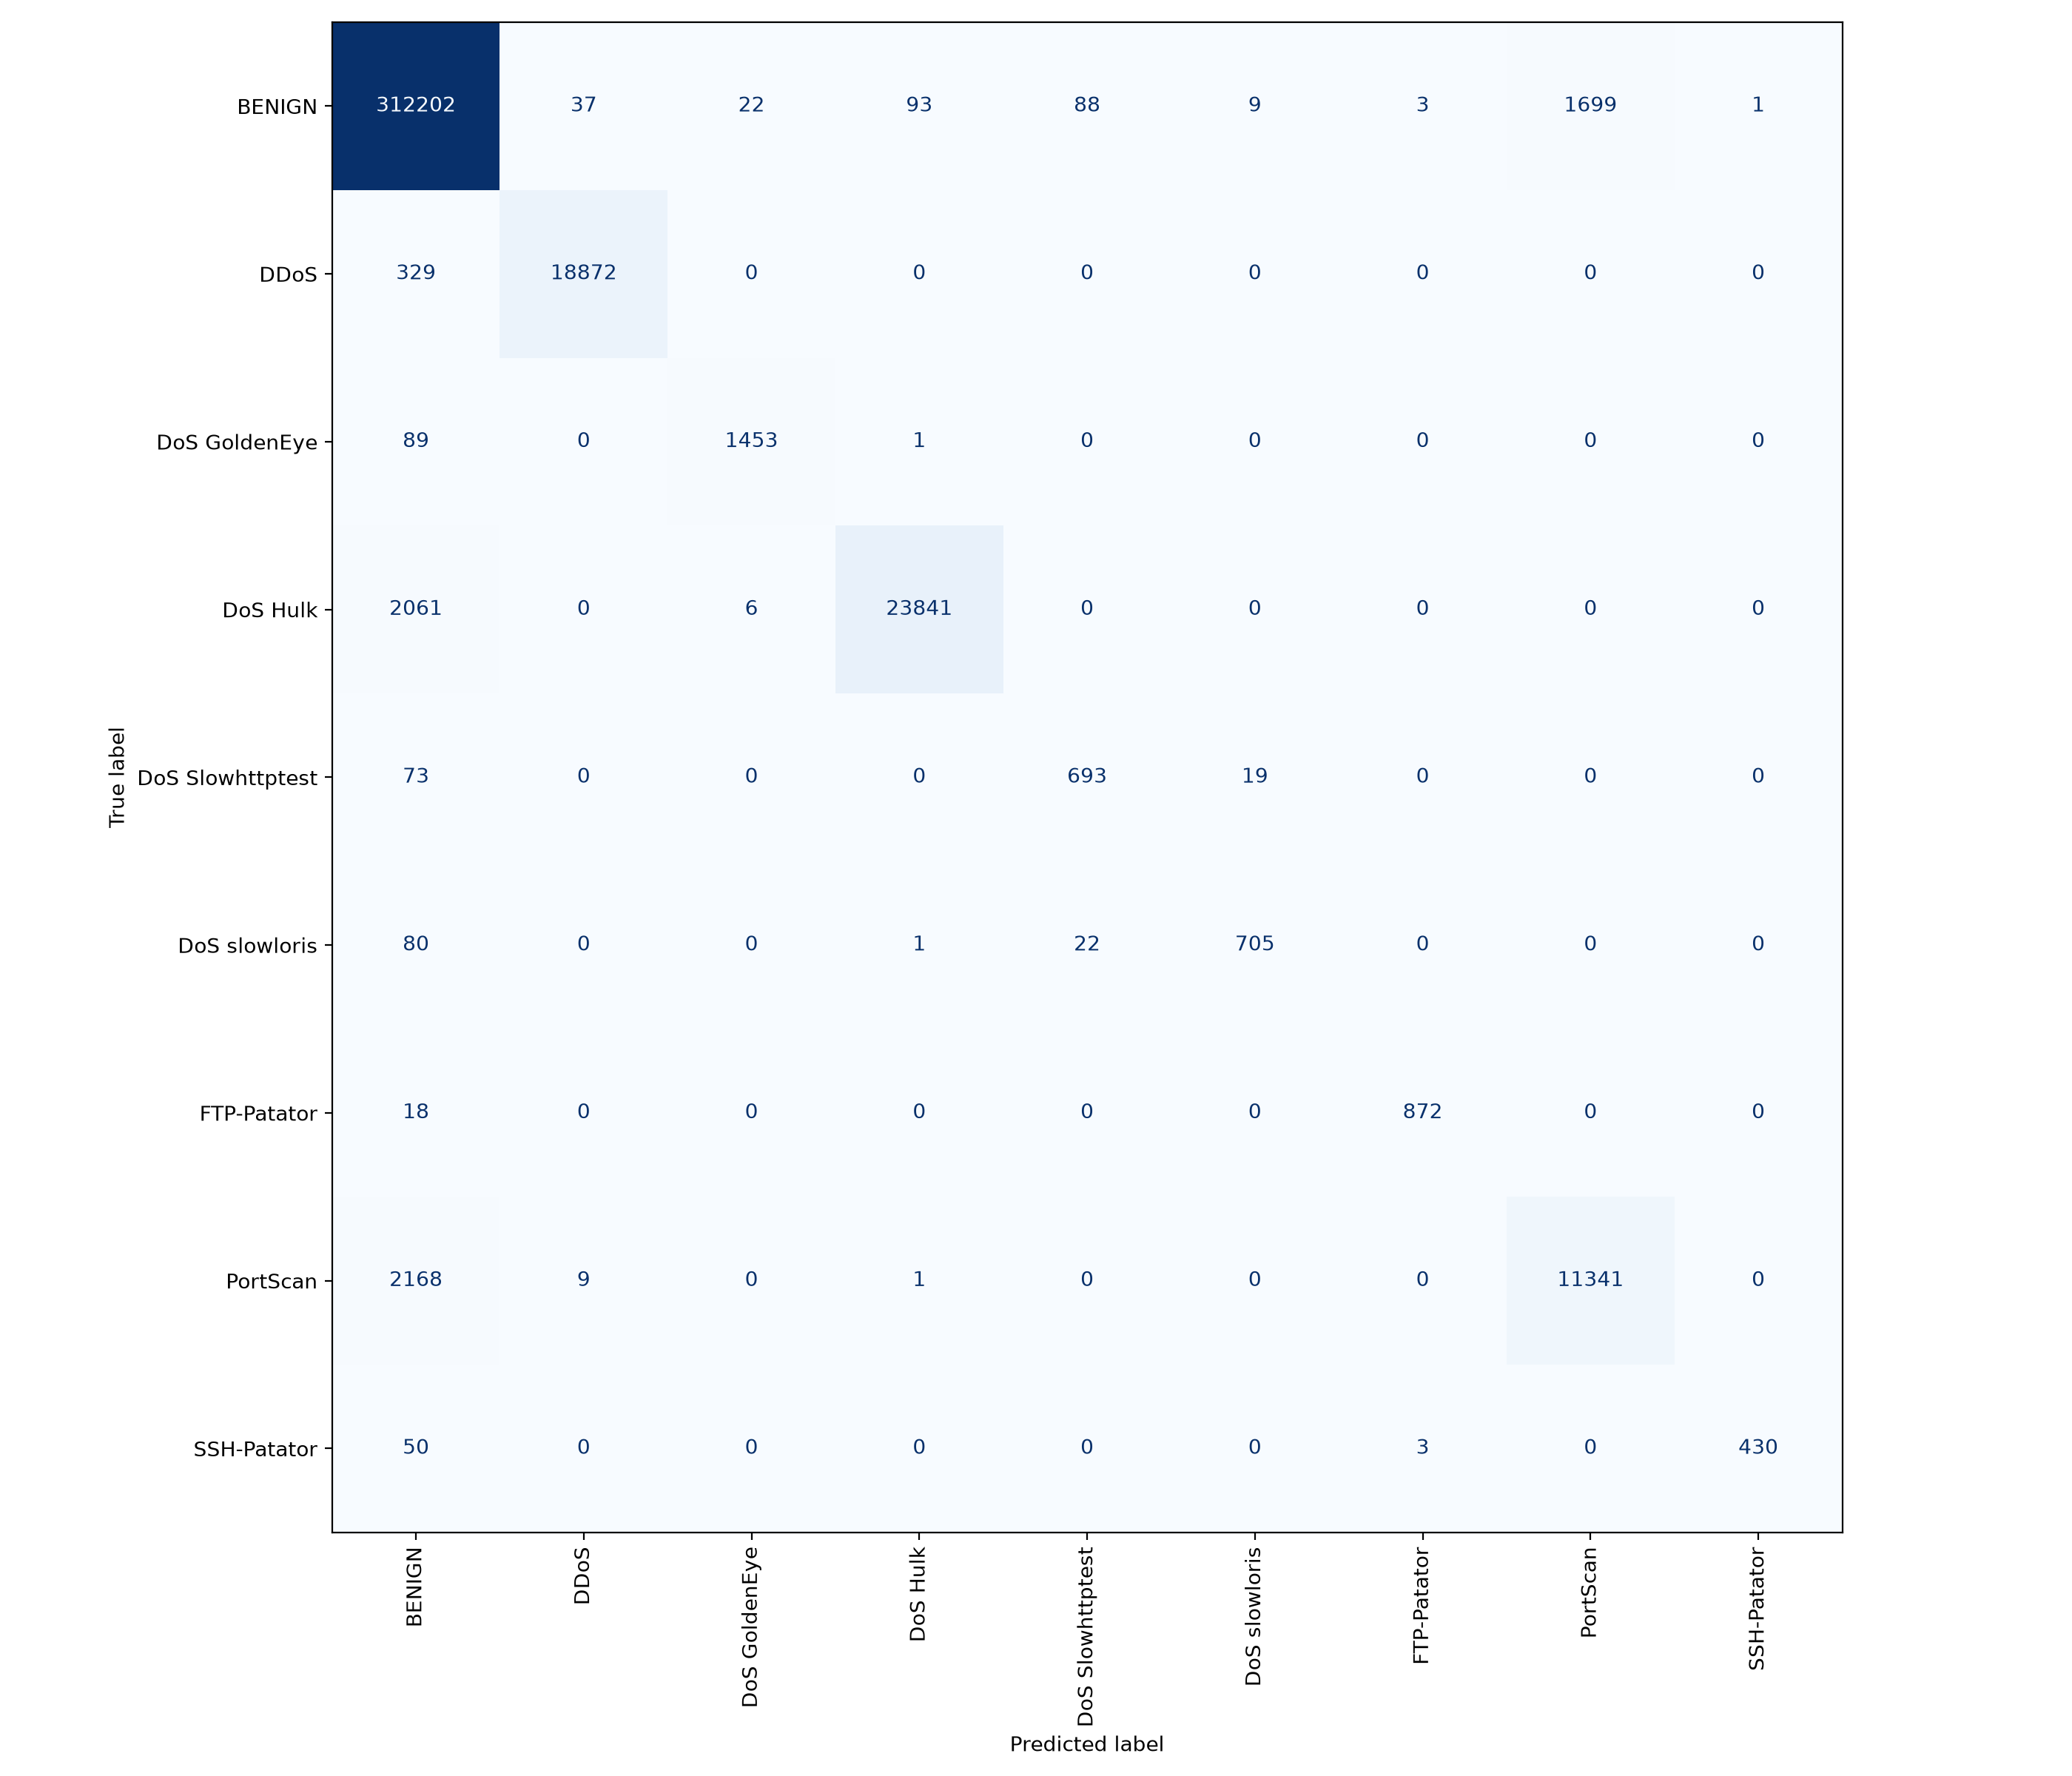 BENIGN 312202 37 22 93 88 9 3 1699 1
DDoS 329 18872 0 0 0 0 0 0 0
DoS GoldenEye 89 0 1453 1 0 0 0 0 0
DoS Hulk 2061 0 6 23841 0 0 0 0 0
True label
DoS Slowhttptest 73 0 0 0 693 19 0 0 0
DoS slowloris 80 0 0 1 22 705 0 0 0
FTP-Patator 18 0 0 0 0 0 872 0 0
PortScan 2168 9 0 1 0 0 0 11341 0
SSH-Patator 50 0 0 0 0 0 3 0 430
BENIGN
DDoS
DoS GoldenEye
DoS Hulk
DoS Slowhttptest
DoS slowloris
FTP-Patator
PortScan
SSH-Patator
Predicted label